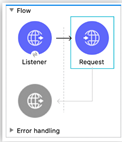 Flow
Listener
Request
Error handling